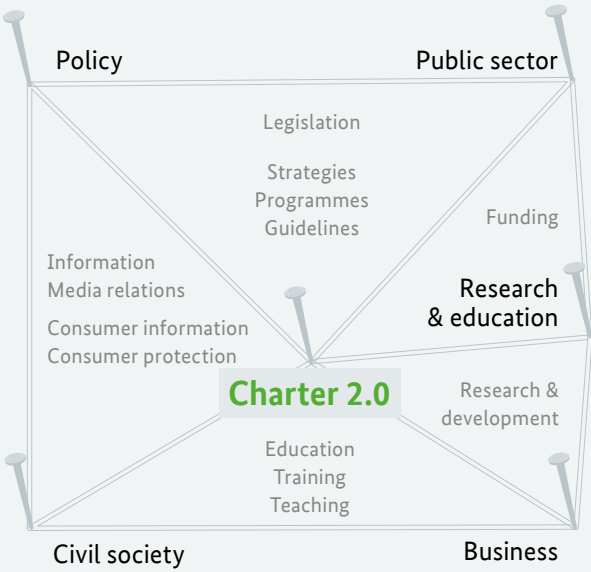 Policy
Public sector
Legislation
Strategies
Programmes
Guidelines
Funding
Information
Media relations
Consumer information
Consumer protection
Research
& education
Charter 2.0
Research &
development
Education
Training
Teaching
Civil society
Business